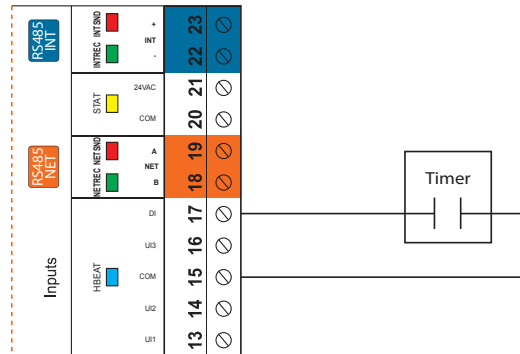 RS485
INT
INTREC INTSND
+
INT
-
23
22
STAT
24VAC
COM
21
20
RS485
NET
NETREC NETSND
A
NET
B
19
18
Inputs
HBEAT
DI
UI3
COM
UI2
UI1
17
16
15
14
13
Timer